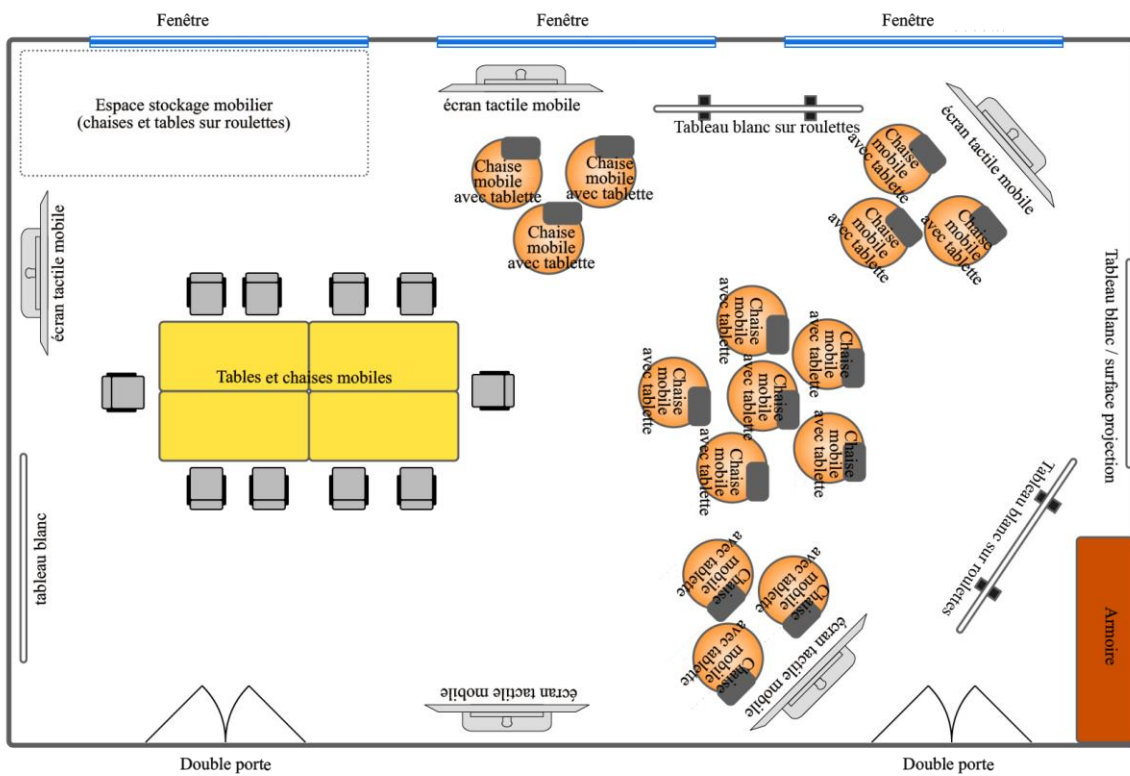 Fenêtre
Fenêtre
Fenêtre
Espace stockage mobilier
(chaises et tables sur roulettes)
écran tactile mobile
Tableau blanc sur roulettes
écran tactile mobile
Chaise
mobile
avec tablette
Chaise
mobile
avec tablette
Chaise
mobile
avec tablette
Chaise
mobile
avec tablette
Chaise
mobile
avec tablette
Chaise
mobile
avec tablette
écran tactile mobile
Tables et chaises mobiles
Chaise
mobile
avec tablette
Chaise
mobile
avec tablette
Chaise
mobile
avec tablette
Chaise
mobile
avec tablette
Chaise
mobile
avec tablette
Chaise
mobile
avec tablette
Tableau blanc / surface projection
Tableau blanc sur roulettes
tableau blanc
Chaise
mobile
avec tablette
Chaise
mobile
avec tablette
Chaise
mobile
avec tablette
écran tactile mobile
écran tactile mobile
Armoire
Double porte
Double porte